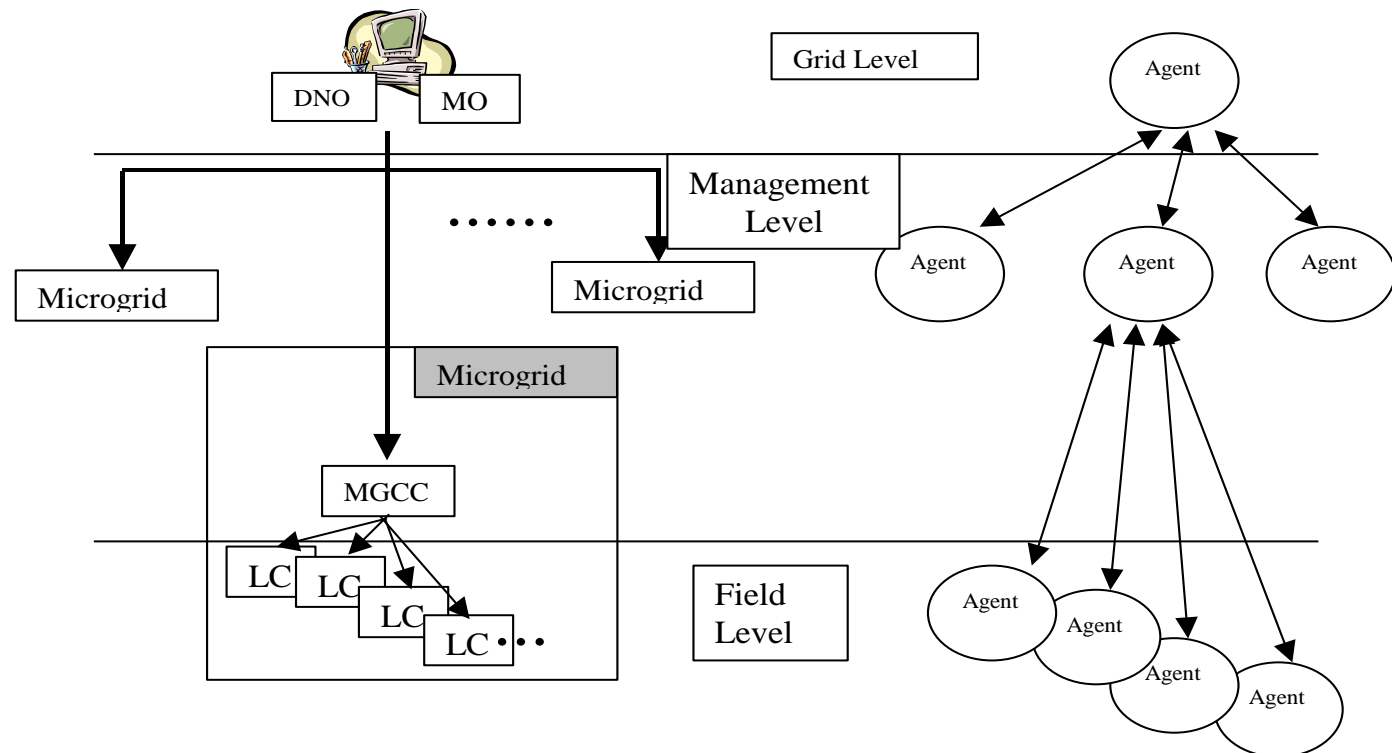 Grid Level
Agent
DNO
MO
Management
Level
......
Agent
Agent
Agent
Microgrid
Microgrid
Microgrid
MGCC
LC
LC
LC
LC ...
Field
Level
Agent
Agent
Agent
Agent